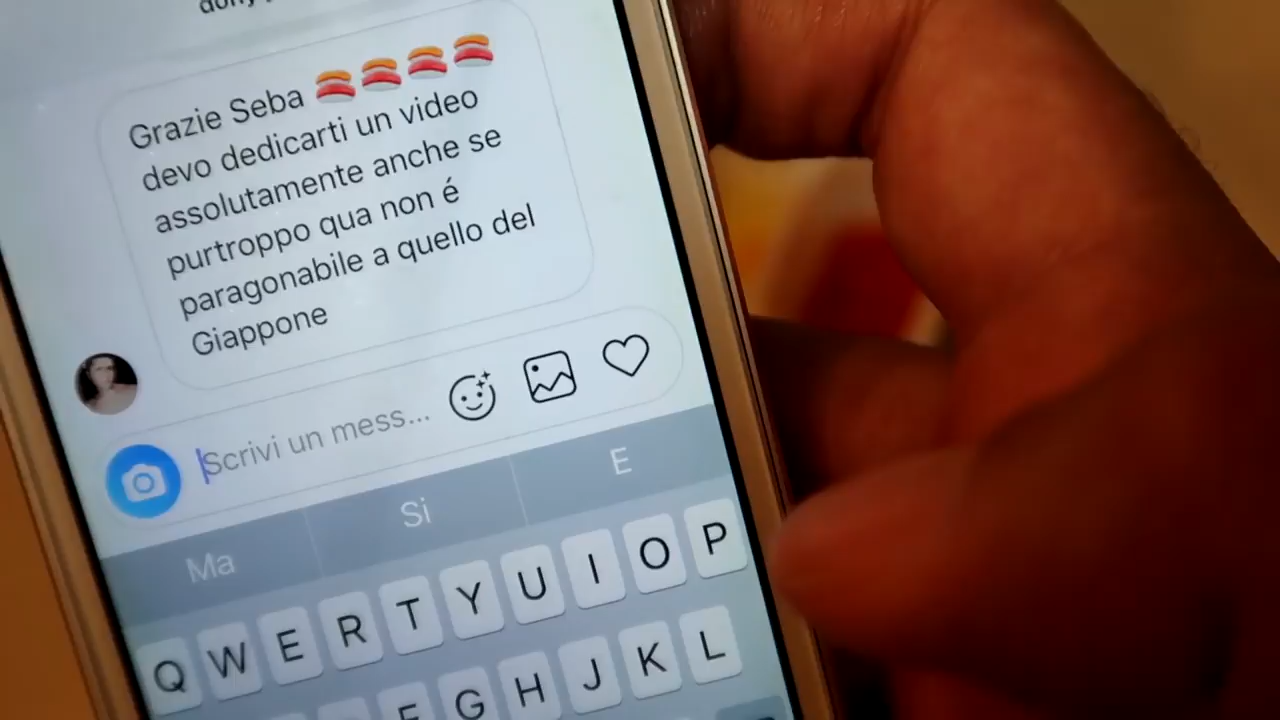 Grazie Seba 🍣🍣🍣🍣
devo dedicarti un video
assolutamente anche se
purtroppo qua non é
paragonabile a quello del
Giappone
Scrivi un mess...
Ma Si E
Q W E R T Y U I O P
F G H J K L